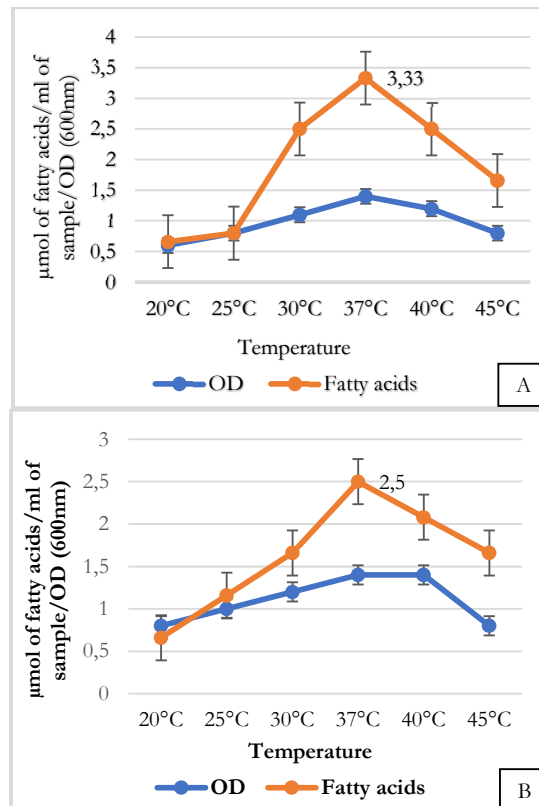 4
3,5
3
2,5
2
1,5
1
0,5
0
µmol of fatty acids/ml of
sample/OD (600nm)
3,33
20°C 25°C 30°C 37°C 40°C 45°C
Temperature
OD Fatty acids
A
3
2,5
2
1,5
1
0,5
0
µmol of fatty acids/ml of
sample/OD (600nm)
2,5
20°C 25°C 30°C 37°C 40°C 45°C
Temperature
OD Fatty acids
B